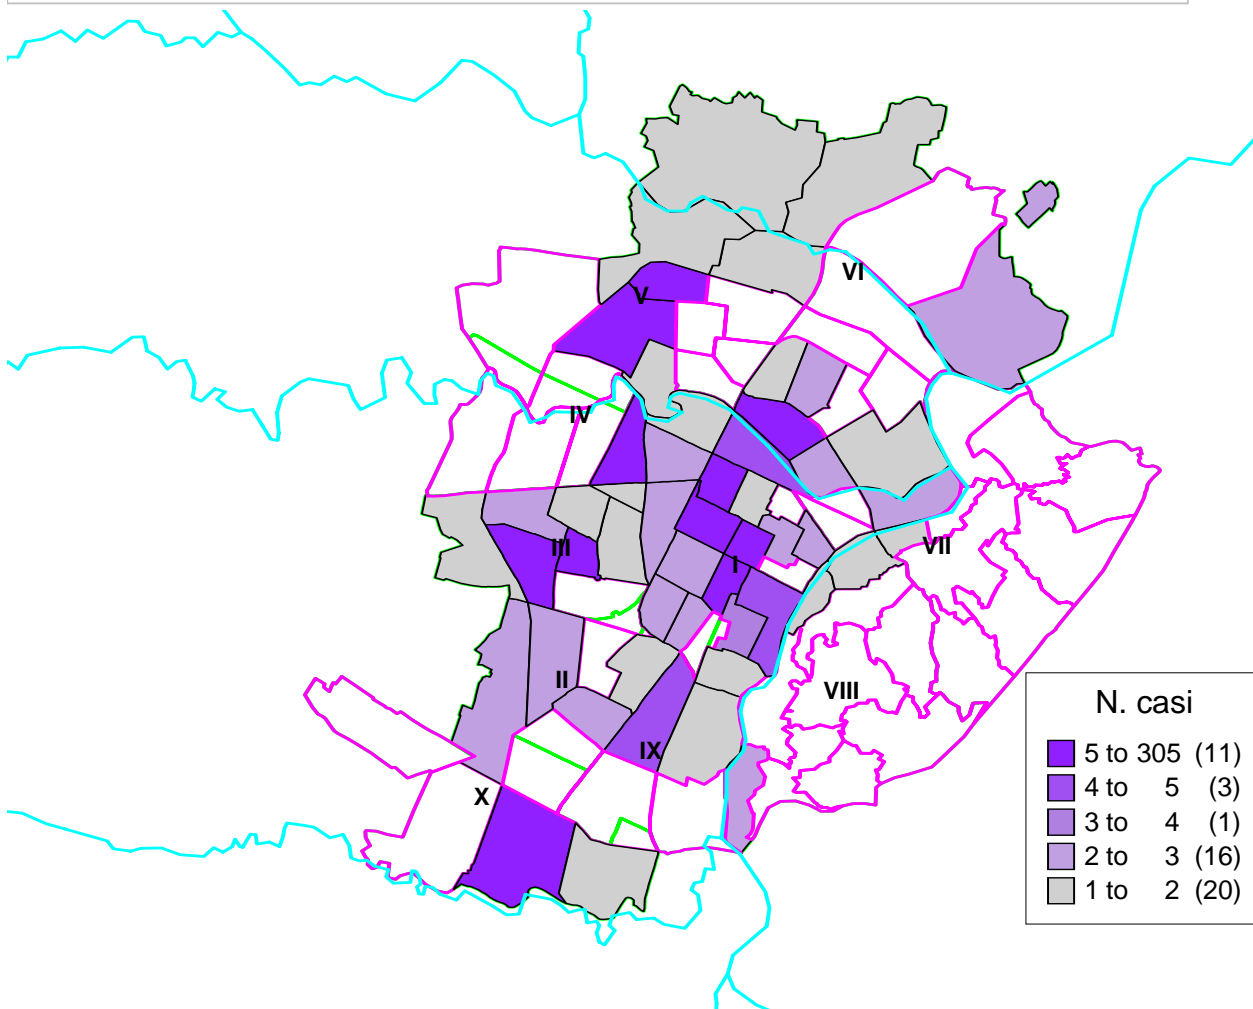 VI
V
IV
VII
III
I
II
VIII
IX
X
N. casi
5 to 305 (11)
4 to 5 (3)
3 to 4 (1)
2 to 3 (16)
1 to 2 (20)